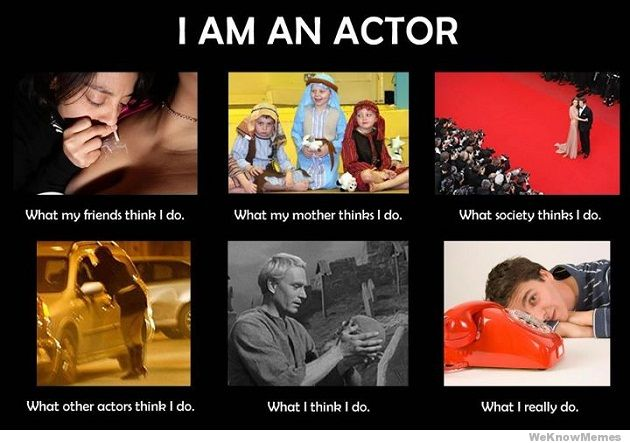 I AM AN ACTOR
What my friends think I do.
What my mother thinks I do.
What society thinks I do.
What other actors think I do.
What I think I do.
What I really do.
WeKnowMemes